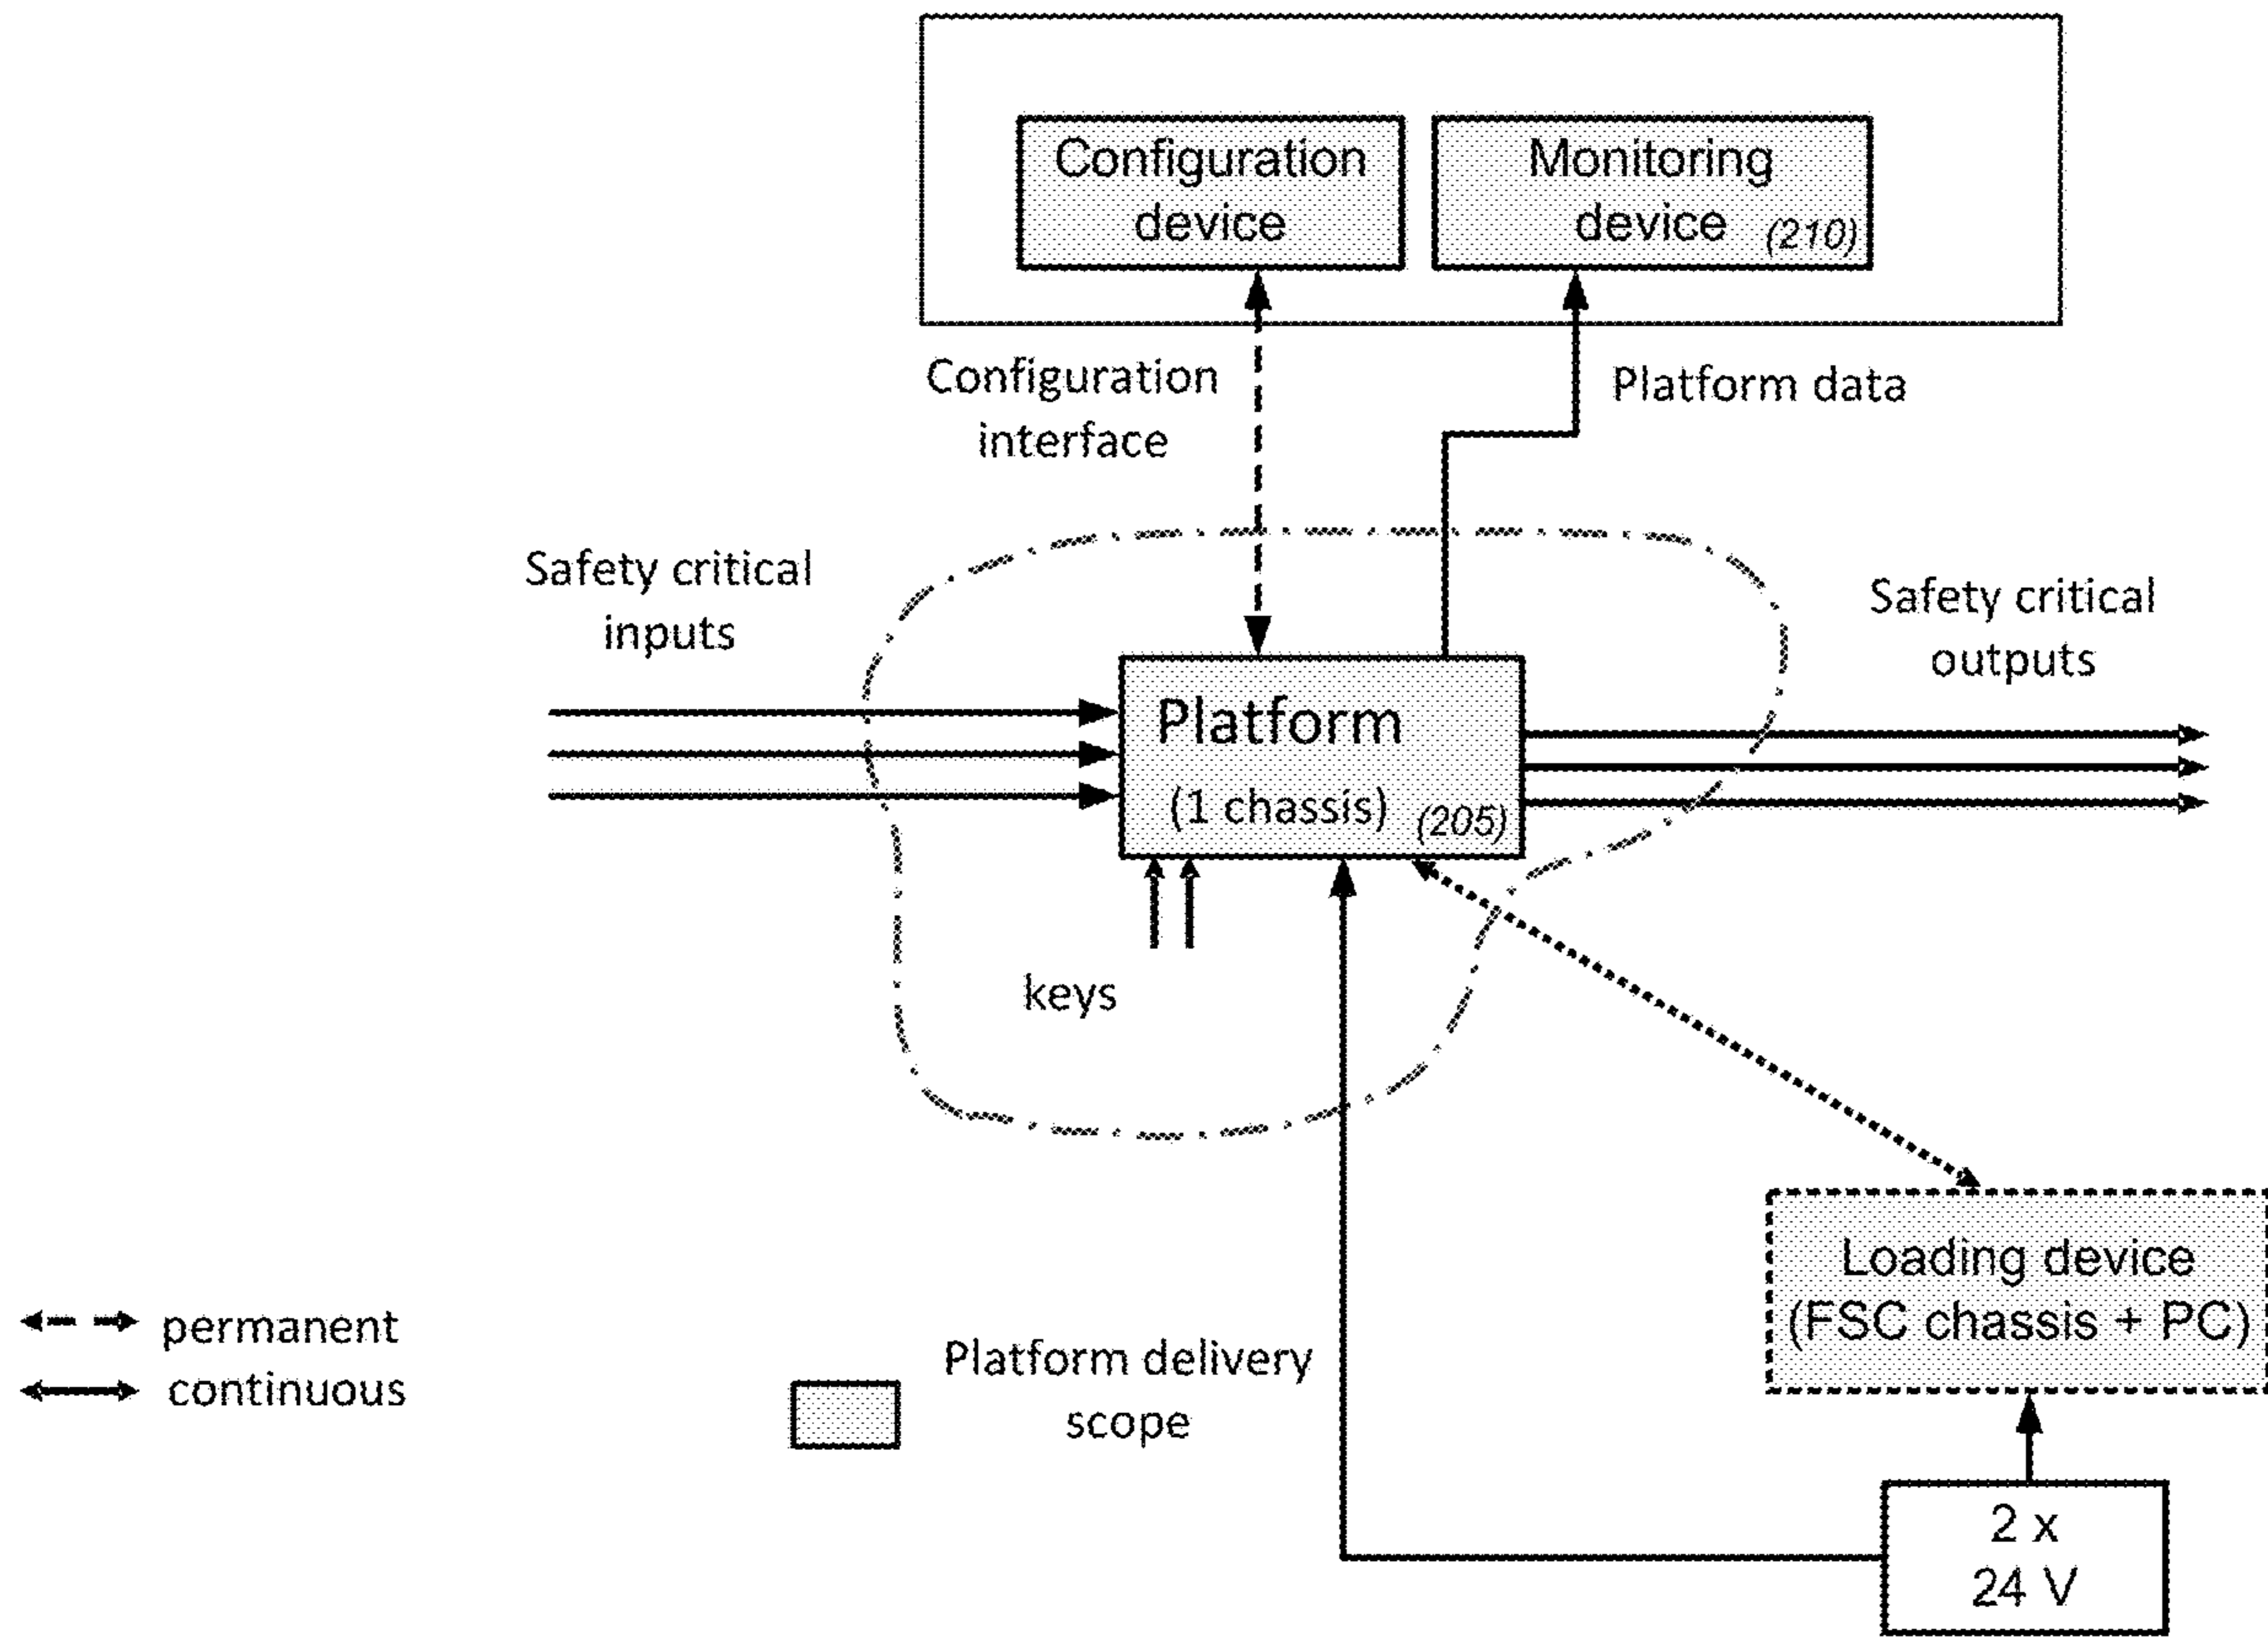 Configuration
device
Monitoring
device (210)
Configuration
interface
Platform data
Safety critical
inputs
Safety critical
outputs
Platform
(1 chassis) (205)
keys
Loading device
(FSC chassis + PC)
permanent
continuous
Platform delivery
scope
2 x
24 V